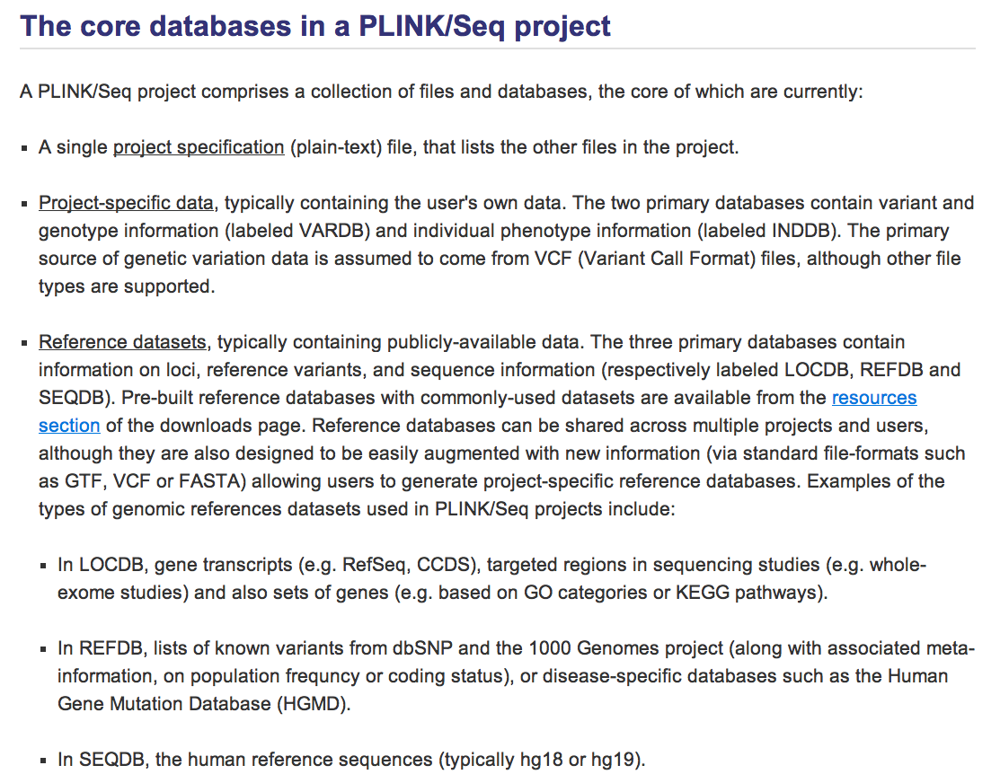 The core databases in a PLINK/Seq project
A PLINK/Seq project comprises a collection of files and databases, the core of which are currently:
▪ A single project specification (plain-text) file, that lists the other files in the project.
▪ Project-specific data, typically containing the user's own data. The two primary databases contain variant and
genotype information (labeled VARDB) and individual phenotype information (labeled INDDB). The primary
source of genetic variation data is assumed to come from VCF (Variant Call Format) files, although other file
types are supported.
▪ Reference datasets, typically containing publicly-available data. The three primary databases contain
information on loci, reference variants, and sequence information (respectively labeled LOCDB, REFDB and
SEQDB). Pre-built reference databases with commonly-used datasets are available from the resources
section of the downloads page. Reference databases can be shared across multiple projects and users,
although they are also designed to be easily augmented with new information (via standard file-formats such
as GTF, VCF or FASTA) allowing users to generate project-specific reference databases. Examples of the
types of genomic references datasets used in PLINK/Seq projects include:
▪ In LOCDB, gene transcripts (e.g. RefSeq, CCDS), targeted regions in sequencing studies (e.g. whole-
exome studies) and also sets of genes (e.g. based on GO categories or KEGG pathways).
▪ In REFDB, lists of known variants from dbSNP and the 1000 Genomes project (along with associated meta-
information, on population frequncy or coding status), or disease-specific databases such as the Human
Gene Mutation Database (HGMD).
▪ In SEQDB, the human reference sequences (typically hg18 or hg19).